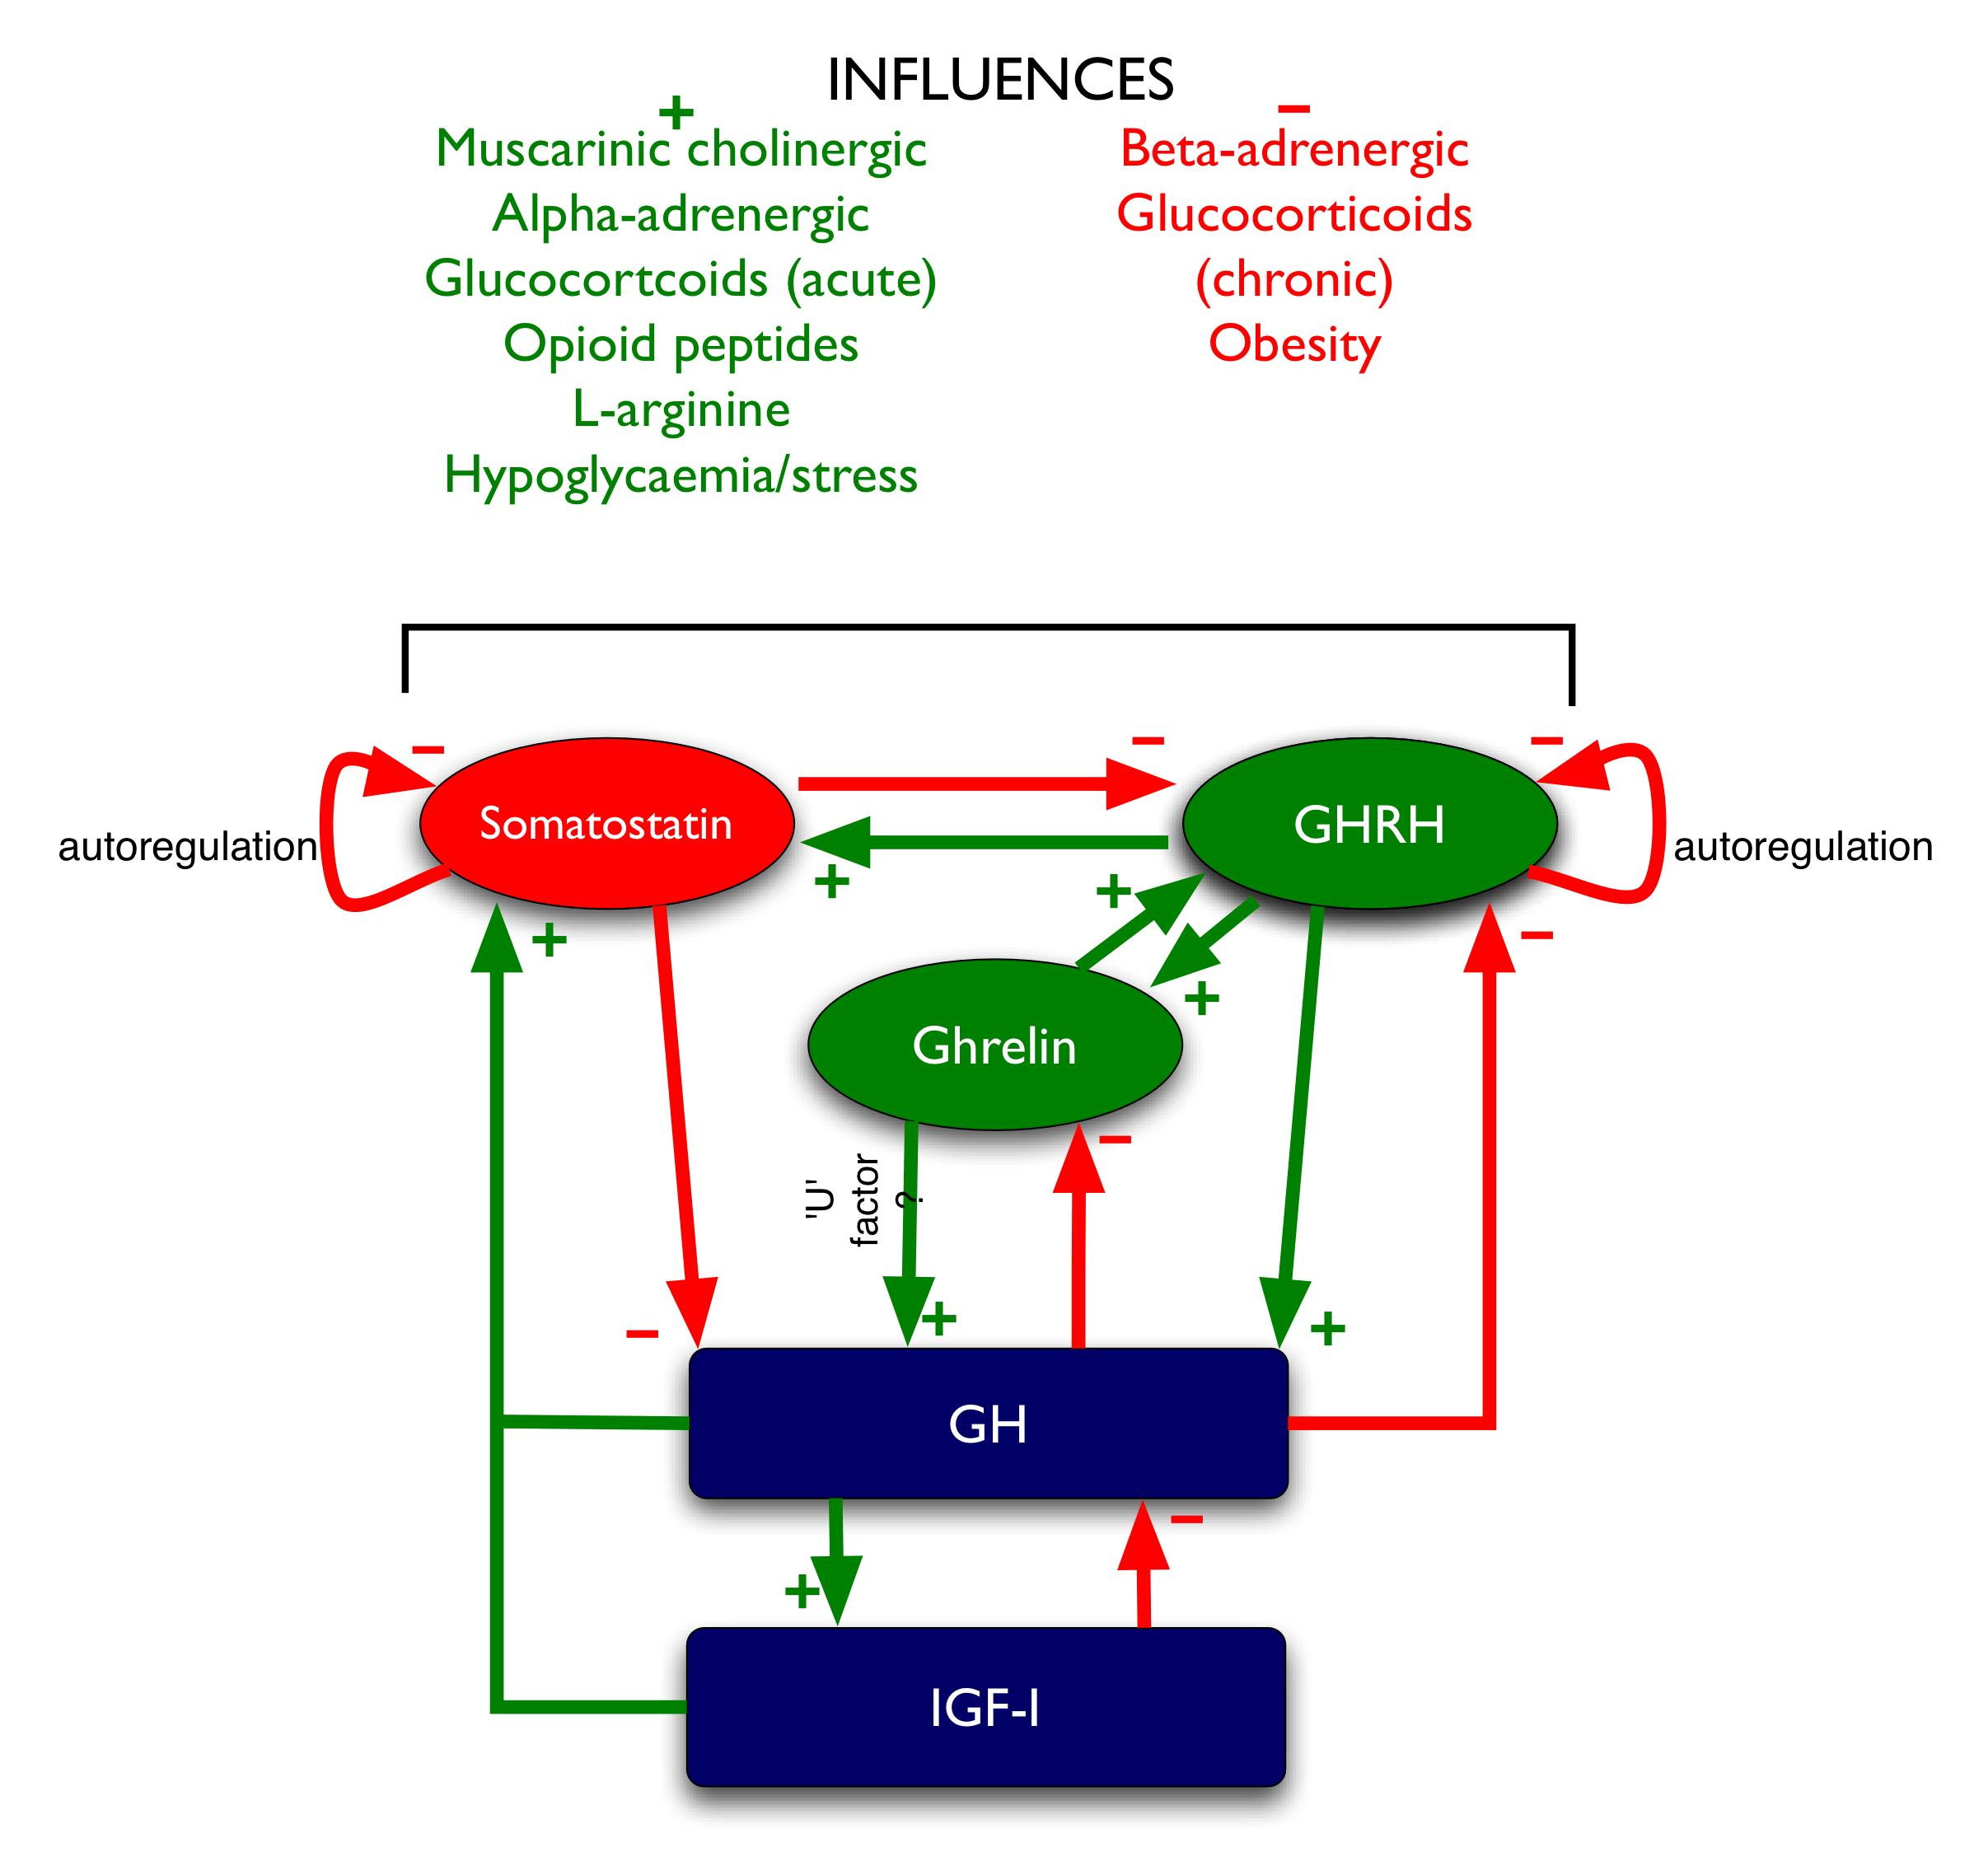 INFLUENCES
+
Muscarinic cholinergic
Alpha-adrenergic
Glucocortcoids (acute)
Opioid peptides
L-arginine
Hypoglycaemia/stress
–
Beta-adrenergic
Glucocorticoids
(chronic)
Obesity
– – –
Somatostatin
GHRH
autoregulation
autoregulation
+ +
+ –
+
Ghrelin
–
'U'
factor
?
– + +
GH
–
+
IGF-I